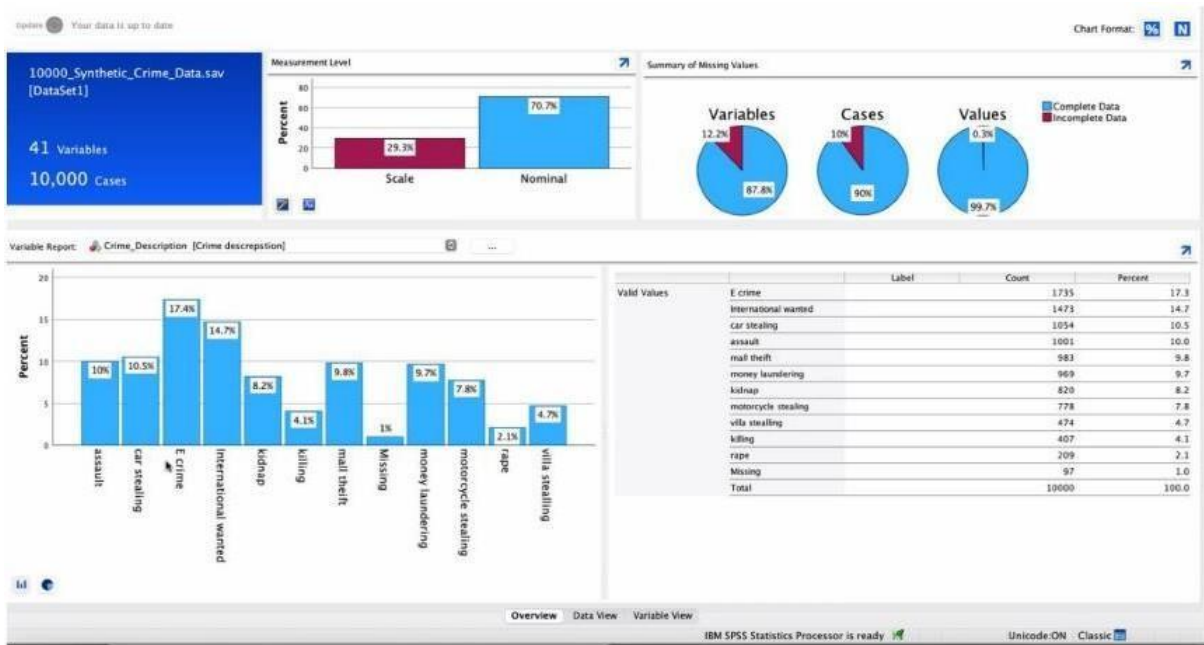 Update Your data is up to date
Chart Format: % N
10000_Synthetic_Crime_Data.sav
[DataSet1]
41 Variables
10,000 Cases
Measurement Level
Percent
80
60
40
20
0
29.3%
70.7%
Scale Nominal
Summary of Missing Values
Variables Cases Values
12.2% 10% 0.3%
87.8% 90% 99.7%
Complete Data
Incomplete Data
Variable Report: Crime_Description [Crime descrepstion] ...
Percent
20
15
10
5
0
10% 10.5% 17.4% 14.7% 8.2% 4.1% 9.8% 1% 9.7% 7.8% 2.1% 4.7%
assault
car stealing
E crime
International wanted
kidnap
killing
mall theift
Missing
money laundering
motorcycle stealing
rape
villa stealling
Label Count Percent
Valid Values E crime 1735 17.3
International wanted 1473 14.7
car stealing 1054 10.5
assault 1001 10.0
mall theift 983 9.8
money laundering 969 9.7
kidnap 820 8.2
motorcycle stealing 778 7.8
villa stealling 474 4.7
killing 407 4.1
rape 209 2.1
Missing 97 1.0
Total 10000 100.0
Overview Data View Variable View
IBM SPSS Statistics Processor is ready Unicode:ON Classic